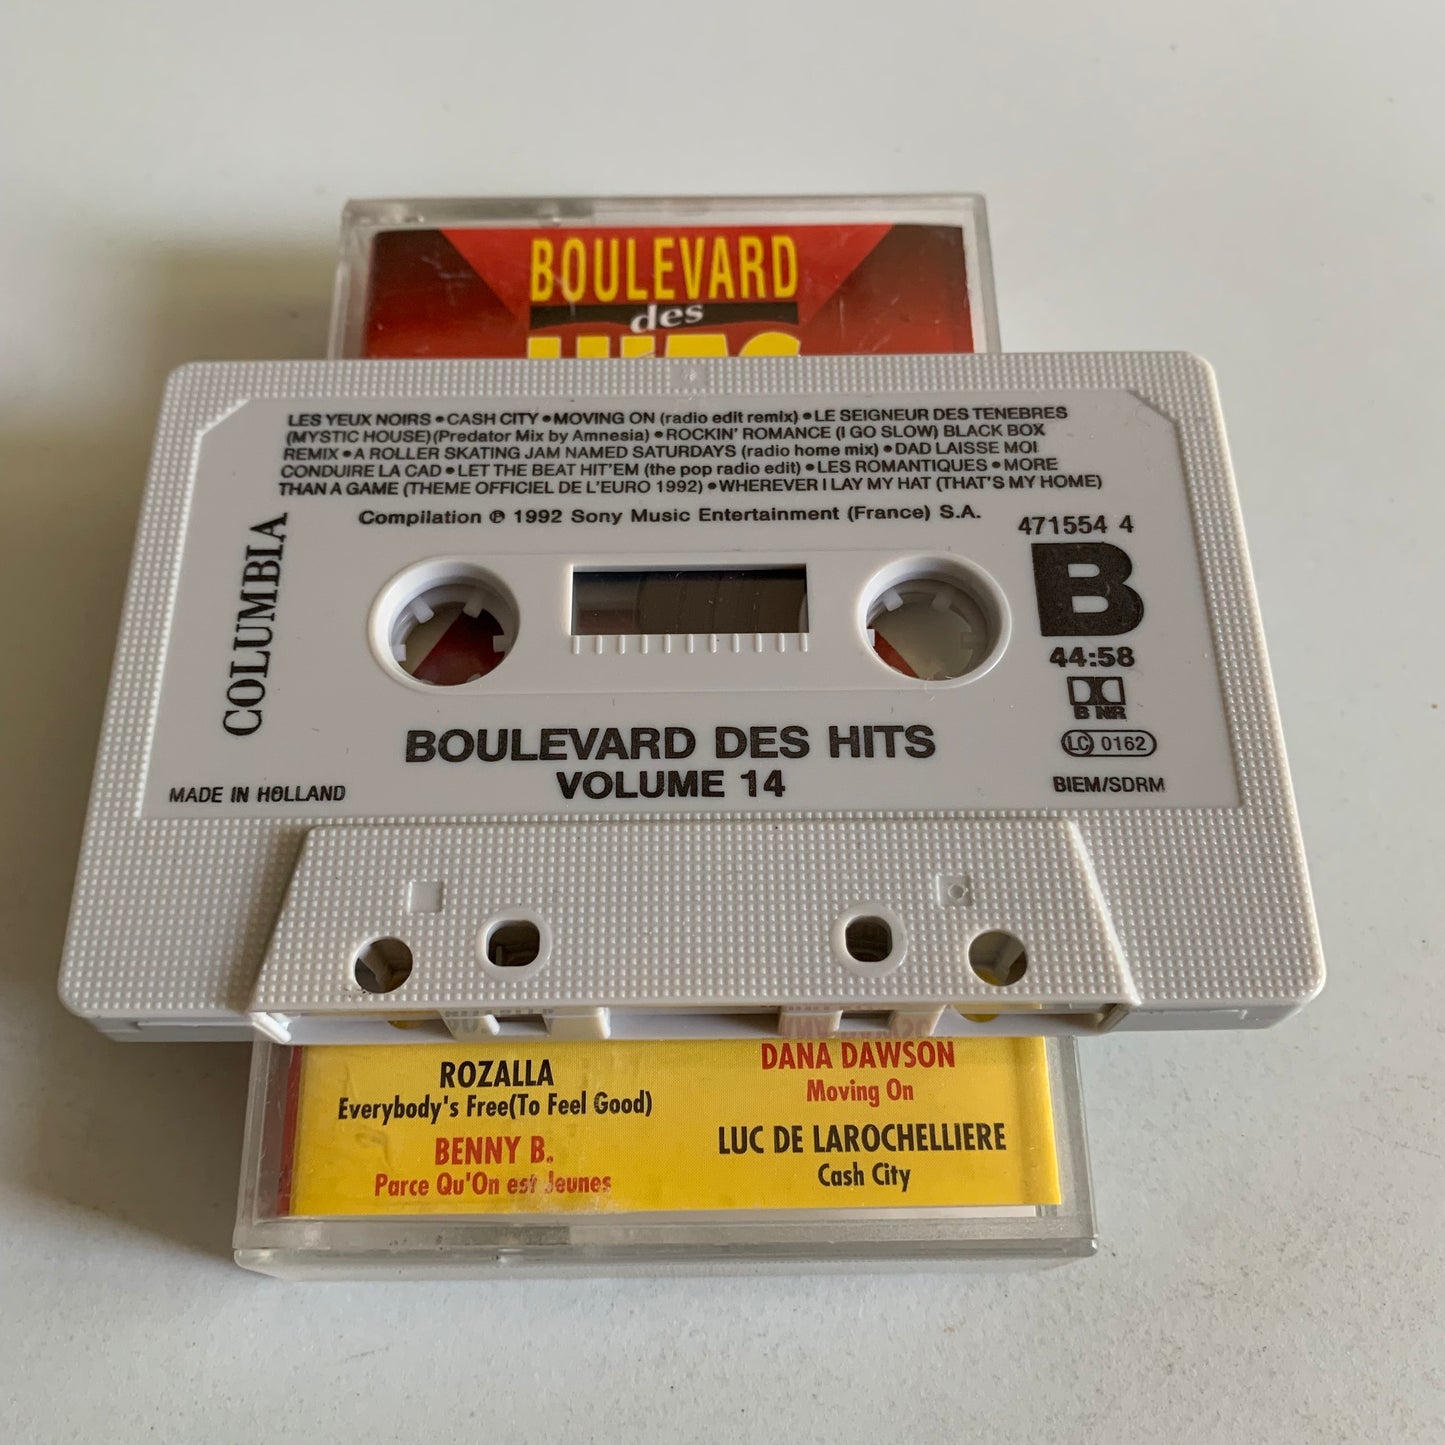 BOULEVARD
des
HITS
LES YEUX NOIRS • CASH CITY • MOVING ON (radio edit remix) • LE SEIGNEUR DES TENEBRES
(MYSTIC HOUSE)(Predator Mix by Amnesia) • ROCKIN' ROMANCE (I GO SLOW) BLACK BOX
REMIX • A ROLLER SKATING JAM NAMED SATURDAYS (radio home mix) • DAD LAISSE MOI
CONDUIRE LA CAD • LET THE BEAT HIT'EM (the pop radio edit) • LES ROMANTIQUES • MORE
THAN A GAME (THEME OFFICIEL DE L'EURO 1992) • WHEREVER I LAY MY HAT (THAT'S MY HOME)
Compilation ℗ 1992 Sony Music Entertainment (France) S.A.
471554 4
B
44:58
B NR
LC 0162
BIEM/SDRM
COLUMBIA
BOULEVARD DES HITS
VOLUME 14
MADE IN HOLLAND
ROZALLA
Everybody's Free(To Feel Good)
BENNY B.
Parce Qu'On est Jeunes
DANA DAWSON
Moving On
LUC DE LAROCHELLIERE
Cash City